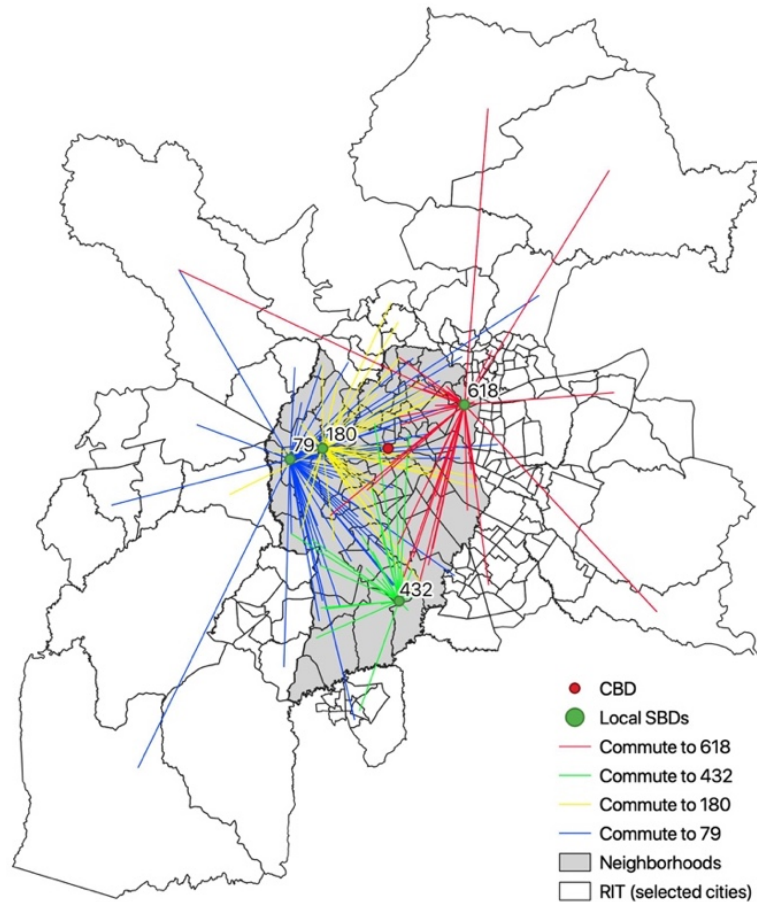 618
180
79
432
CBD
Local SBDs
Commute to 618
Commute to 432
Commute to 180
Commute to 79
Neighborhoods
RIT (selected cities)